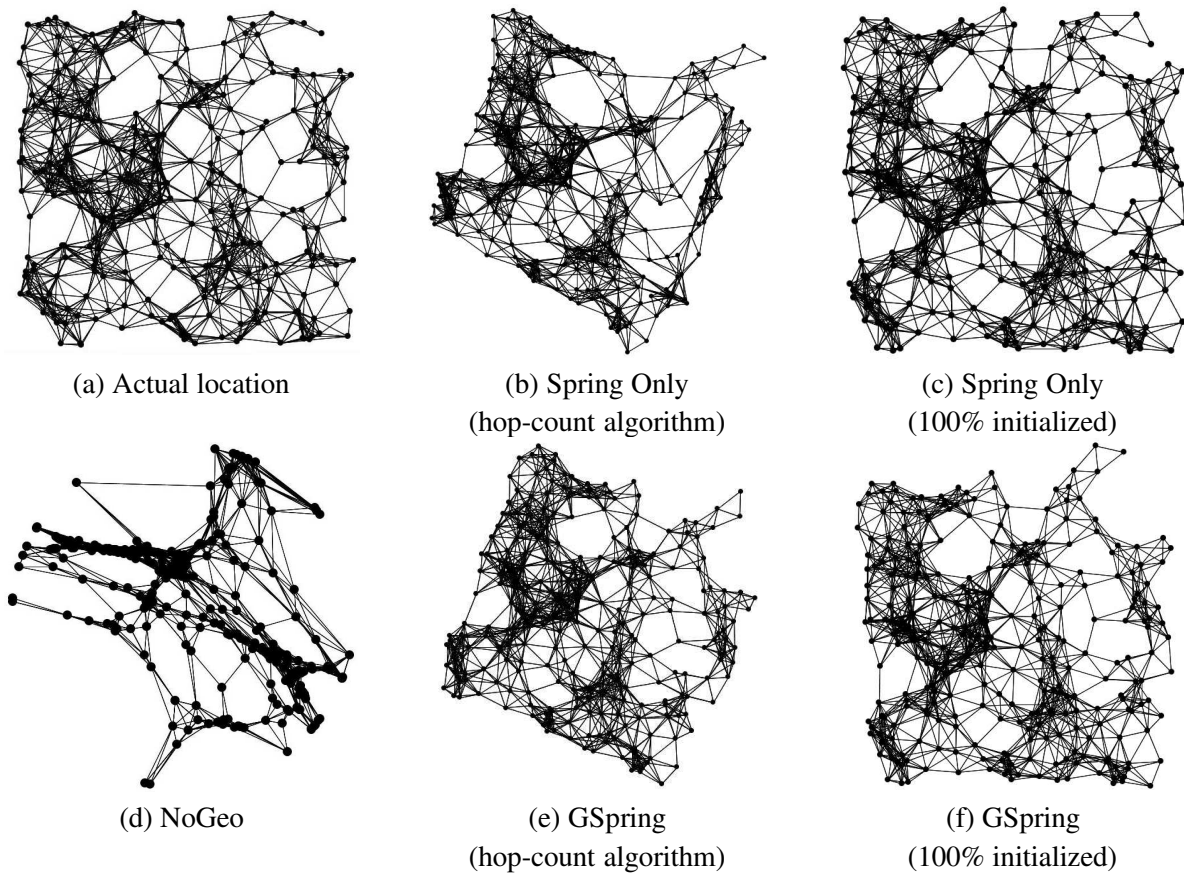 (a) Actual location
(b) Spring Only
(hop-count algorithm)
(c) Spring Only
(100% initialized)
(d) NoGeo
(e) GSpring
(hop-count algorithm)
(f) GSpring
(100% initialized)